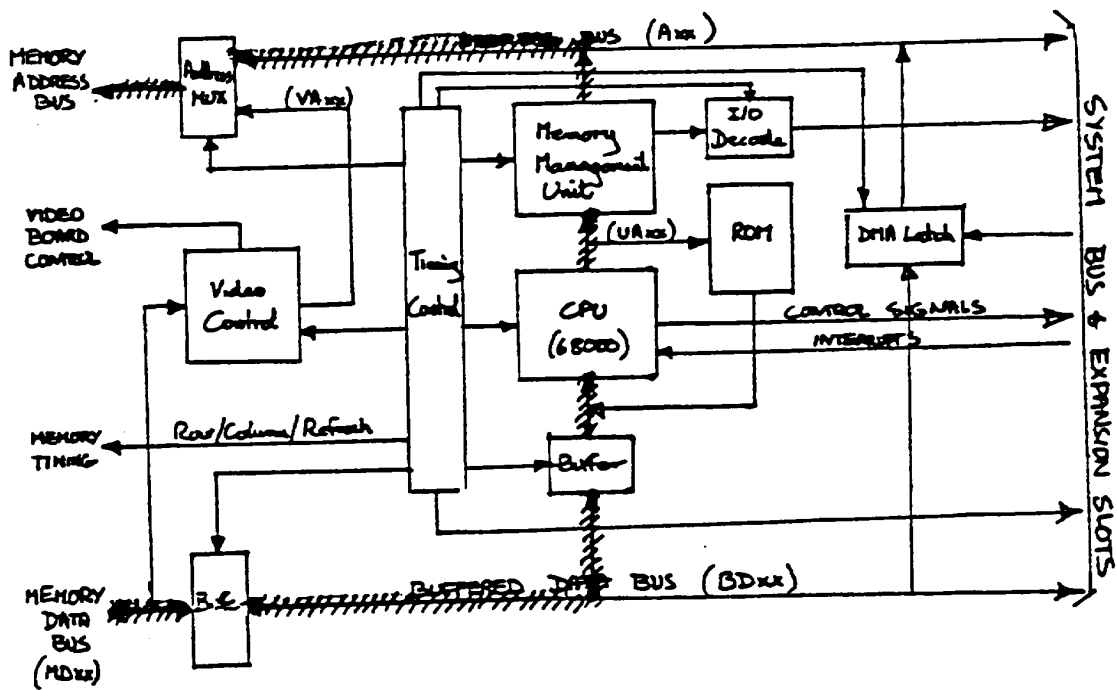 BUS (Axx)
MEMORY
ADDRESS
BUS
Address
MUX
(VAxx)
Memory
Management
Unit
I/O
Decode
VIDEO
BOARD
CONTROL
(UAxx)
ROM
DMA Latch
Timing
Control
Video
Control
CPU
(68000)
CONTROL SIGNALS
INTERRUPTS
MEMORY
TIMING
Row/Column/Refresh
Buffer
BUFFERED DATA BUS (BDxx)
MEMORY
DATA
BUS
(MDxx)
SYSTEM BUS & EXPANSION SLOTS